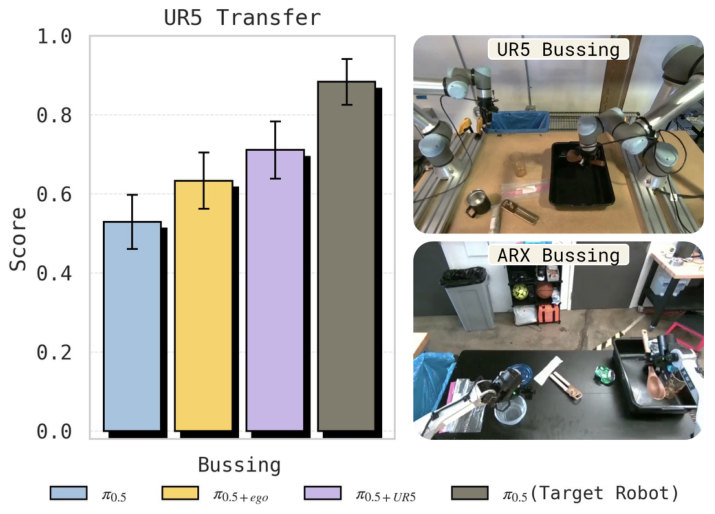 UR5 Transfer
1.0
0.8
0.6
0.4
0.2
0.0
Score
Bussing
UR5 Bussing
ARX Bussing
π0.5
π0.5+ego
π0.5+UR5
π0.5(Target Robot)